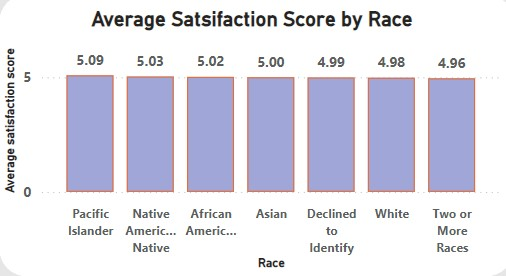 Average Satsifaction Score by Race
Average satisfaction score
5
0
5.09
5.03
5.02
5.00
4.99
4.98
4.96
Pacific
Islander
Native
Americ...
Native
African
Americ...
Asian
Declined
to
Identify
White
Two or
More
Races
Race